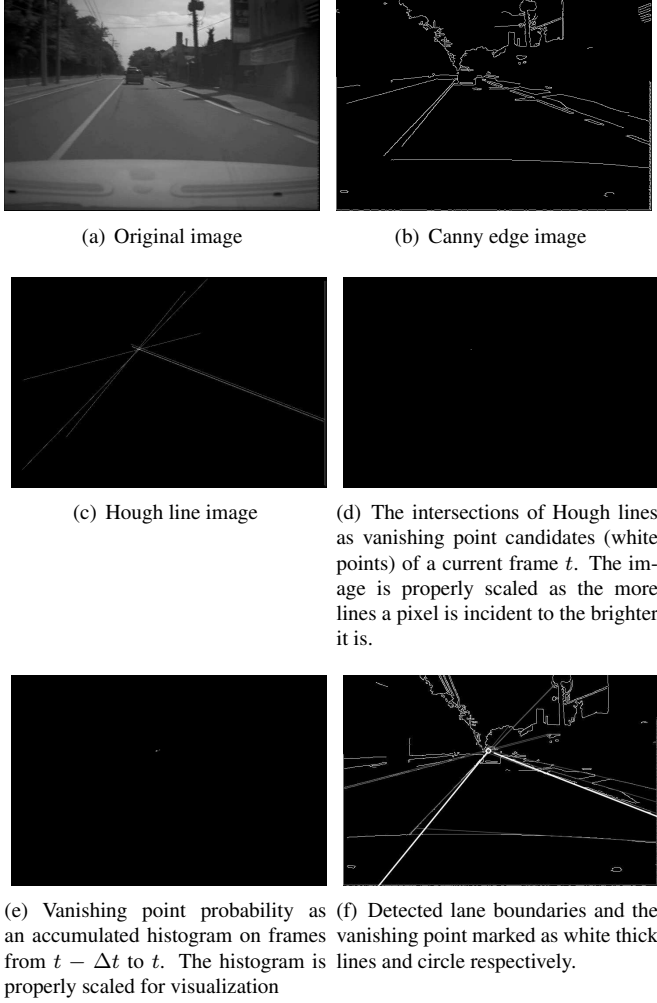 (a) Original image
(b) Canny edge image
(c) Hough line image
(d) The intersections of Hough lines
as vanishing point candidates (white
points) of a current frame t. The im-
age is properly scaled as the more
lines a pixel is incident to the brighter
it is.
(e) Vanishing point probability as
an accumulated histogram on frames
from t − Δt to t. The histogram is
properly scaled for visualization
(f) Detected lane boundaries and the
vanishing point marked as white thick
lines and circle respectively.